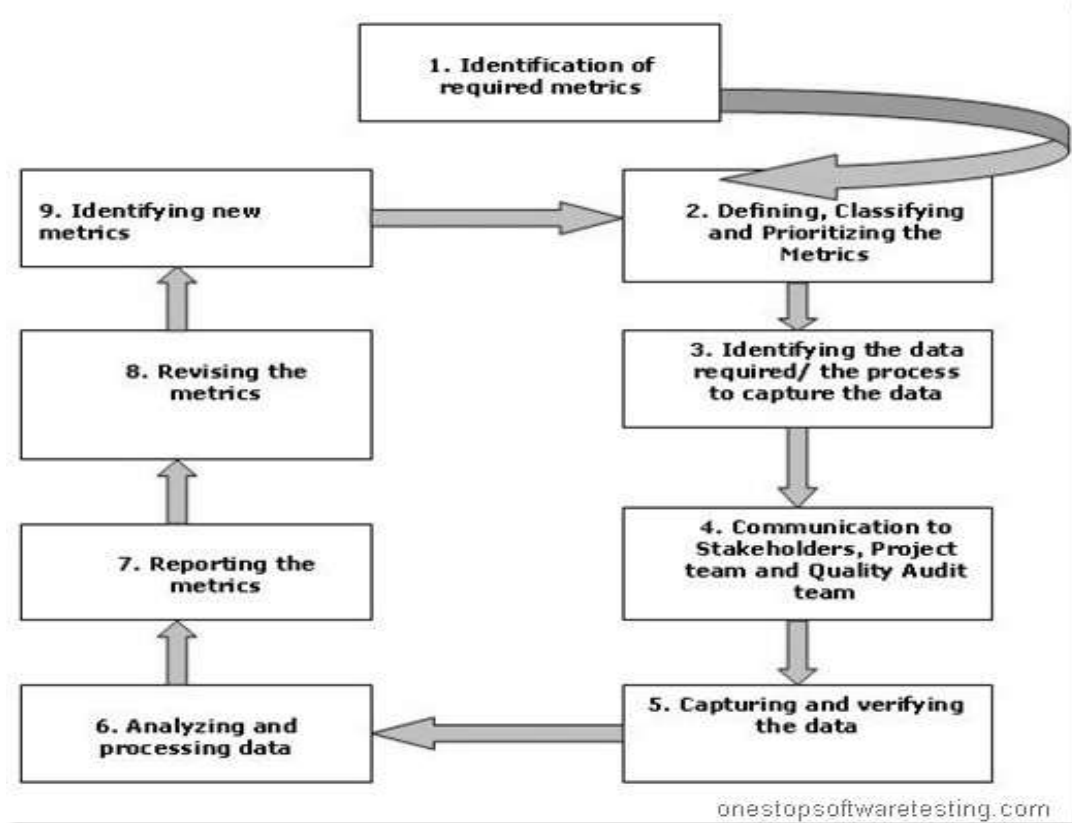 1. Identification of
required metrics
2. Defining, Classifying
and Prioritizing the
Metrics
3. Identifying the data
required/ the process
to capture the data
4. Communication to
Stakeholders, Project
team and Quality Audit
team
5. Capturing and verifying
the data
6. Analyzing and
processing data
7. Reporting the
metrics
8. Revising the
metrics
9. Identifying new
metrics
onestopsoftwaretesting.com